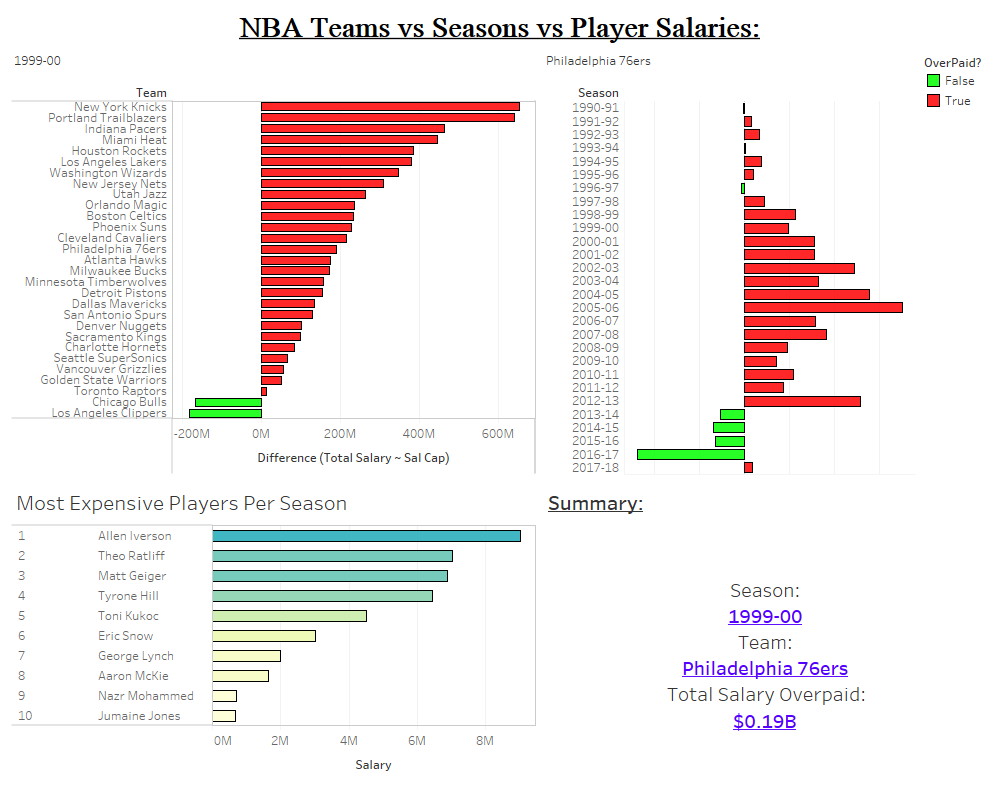 NBA Teams vs Seasons vs Player Salaries:
1999-00
Team
New York Knicks
Portland Trailblazers
Indiana Pacers
Miami Heat
Houston Rockets
Los Angeles Lakers
Washington Wizards
New Jersey Nets
Utah Jazz
Orlando Magic
Boston Celtics
Phoenix Suns
Cleveland Cavaliers
Philadelphia 76ers
Atlanta Hawks
Milwaukee Bucks
Minnesota Timberwolves
Detroit Pistons
Dallas Mavericks
San Antonio Spurs
Denver Nuggets
Sacramento Kings
Charlotte Hornets
Seattle SuperSonics
Vancouver Grizzlies
Golden State Warriors
Toronto Raptors
Chicago Bulls
Los Angeles Clippers
-200M 0M 200M 400M 600M
Difference (Total Salary ~ Sal Cap)
Philadelphia 76ers
Season
1990-91
1991-92
1992-93
1993-94
1994-95
1995-96
1996-97
1997-98
1998-99
1999-00
2000-01
2001-02
2002-03
2003-04
2004-05
2005-06
2006-07
2007-08
2008-09
2009-10
2010-11
2011-12
2012-13
2013-14
2014-15
2015-16
2016-17
2017-18
OverPaid?
False
True
Most Expensive Players Per Season
1 Allen Iverson
2 Theo Ratliff
3 Matt Geiger
4 Tyrone Hill
5 Toni Kukoc
6 Eric Snow
7 George Lynch
8 Aaron McKie
9 Nazr Mohammed
10 Jumaine Jones
0M 2M 4M 6M 8M
Salary
Summary:
Season:
1999-00
Team:
Philadelphia 76ers
Total Salary Overpaid:
$0.19B